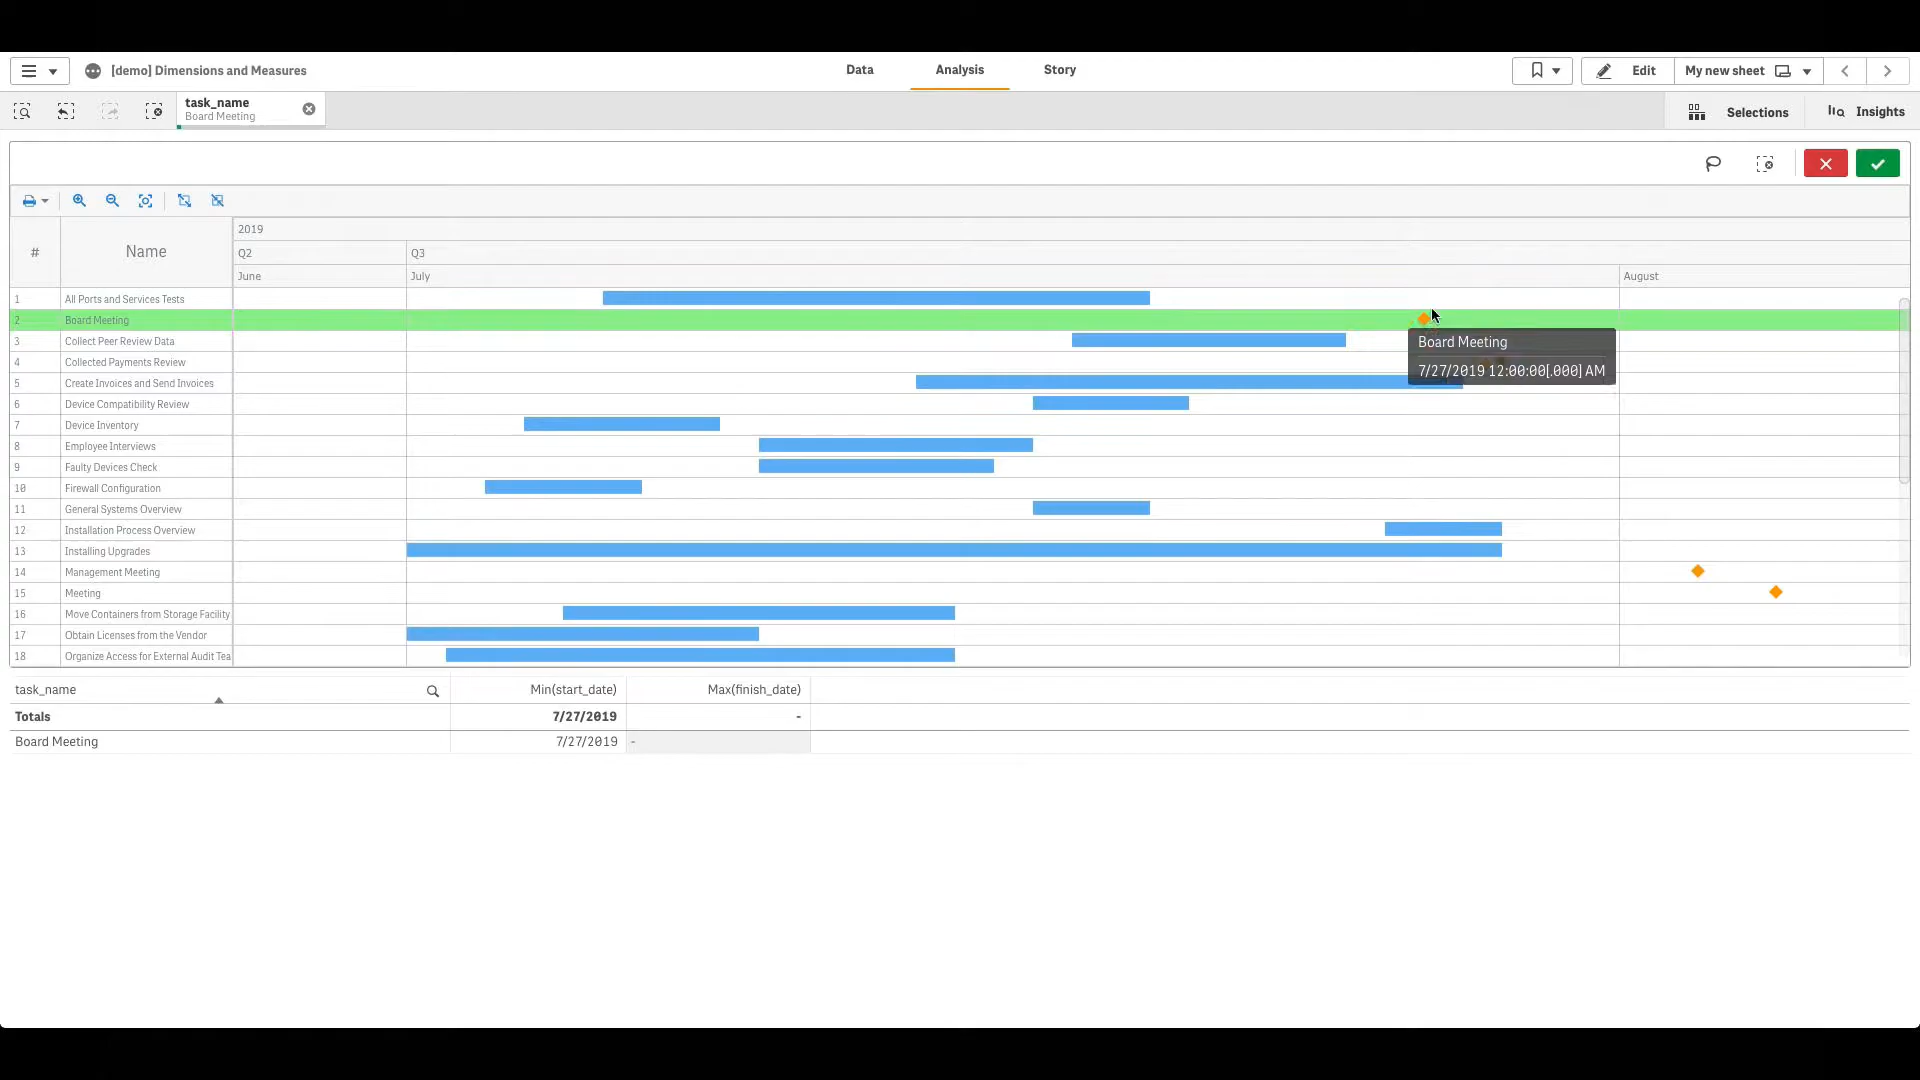 [demo] Dimensions and Measures
Data
Analysis
Story
Edit
My new sheet
task_name
Board Meeting
Selections
Insights
#
Name
2019
Q2
Q3
June
July
August
1 All Ports and Services Tests
2 Board Meeting
3 Collect Peer Review Data
4 Collected Payments Review
5 Create Invoices and Send Invoices
6 Device Compatibility Review
7 Device Inventory
8 Employee Interviews
9 Faulty Devices Check
10 Firewall Configuration
11 General Systems Overview
12 Installation Process Overview
13 Installing Upgrades
14 Management Meeting
15 Meeting
16 Move Containers from Storage Facility
17 Obtain Licenses from the Vendor
18 Organize Access for External Audit Tea
Board Meeting
7/27/2019 12:00:00[.000] AM
task_name Min(start_date) Max(finish_date)
Totals 7/27/2019 -
Board Meeting 7/27/2019 -